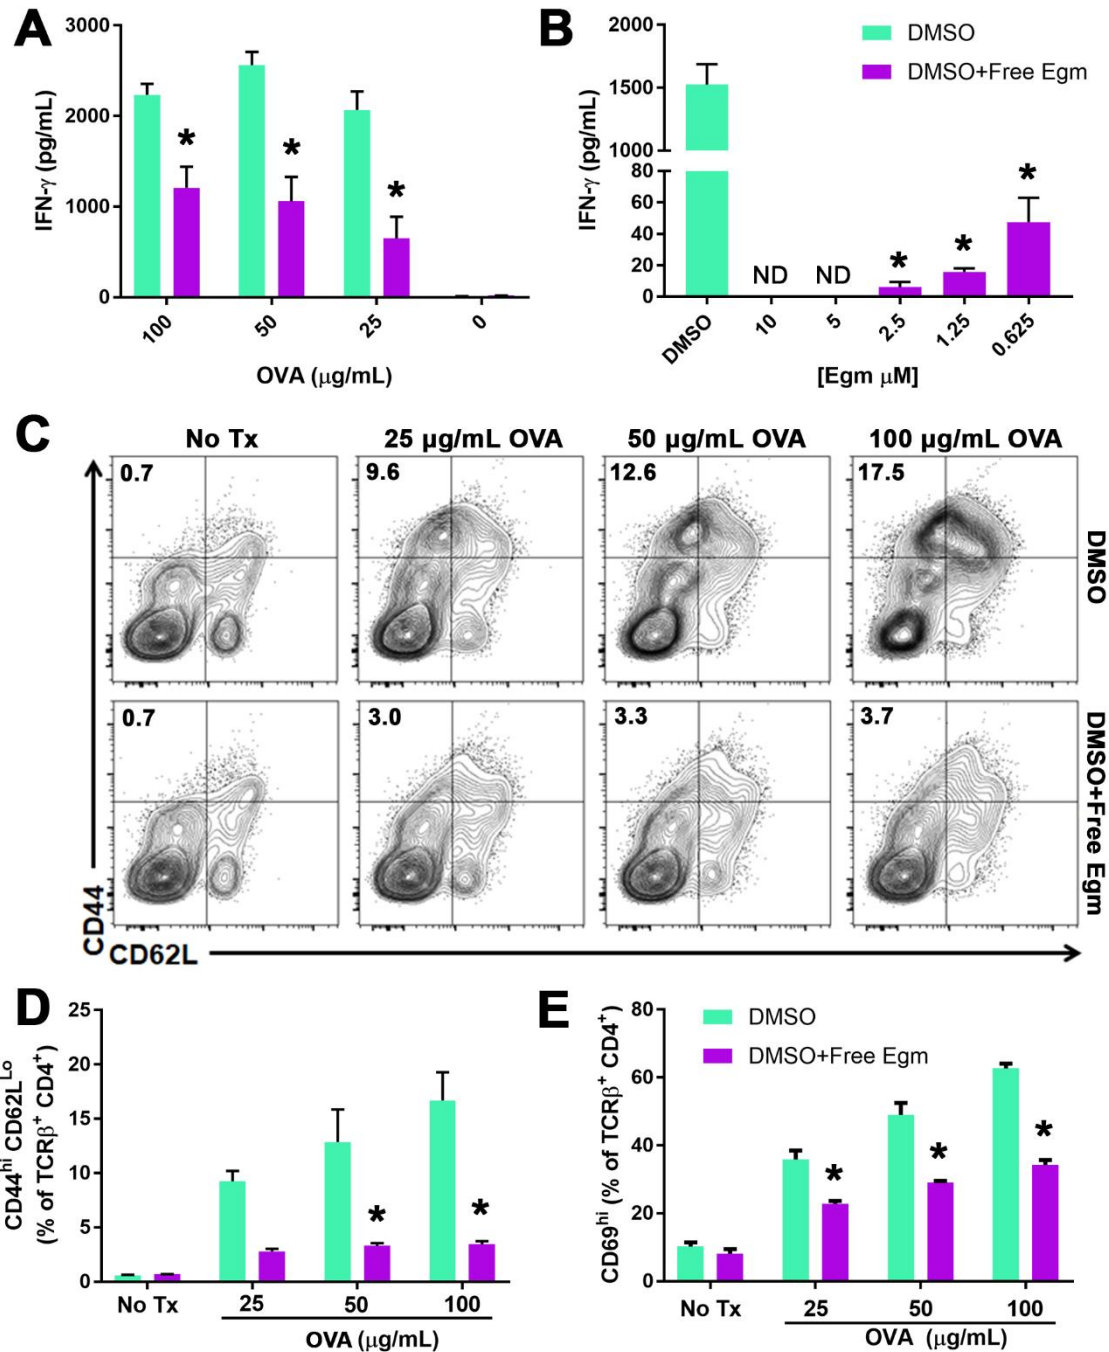 A
IFN-γ (pg/mL)
3000
2000
1000
0
*
*
*
100
50
25
0
OVA (μg/mL)
B
DMSO
DMSO+Free Egm
IFN-γ (pg/mL)
2000
1500
1000
80
60
40
20
0
ND
ND
*
*
*
DMSO
10
5
2.5
1.25
0.625
[Egm μM]
C
No Tx
25 μg/mL OVA
50 μg/mL OVA
100 μg/mL OVA
0.7
9.6
12.6
17.5
DMSO
0.7
3.0
3.3
3.7
DMSO+Free Egm
CD44
CD62L
D
CD44hi CD62LLo
(% of TCRβ+ CD4+)
25
20
15
10
5
0
*
*
No Tx
25
50
100
OVA (μg/mL)
E
DMSO
DMSO+Free Egm
CD69hi (% of TCRβ+ CD4+)
80
60
40
20
0
*
*
*
No Tx
25
50
100
OVA (μg/mL)